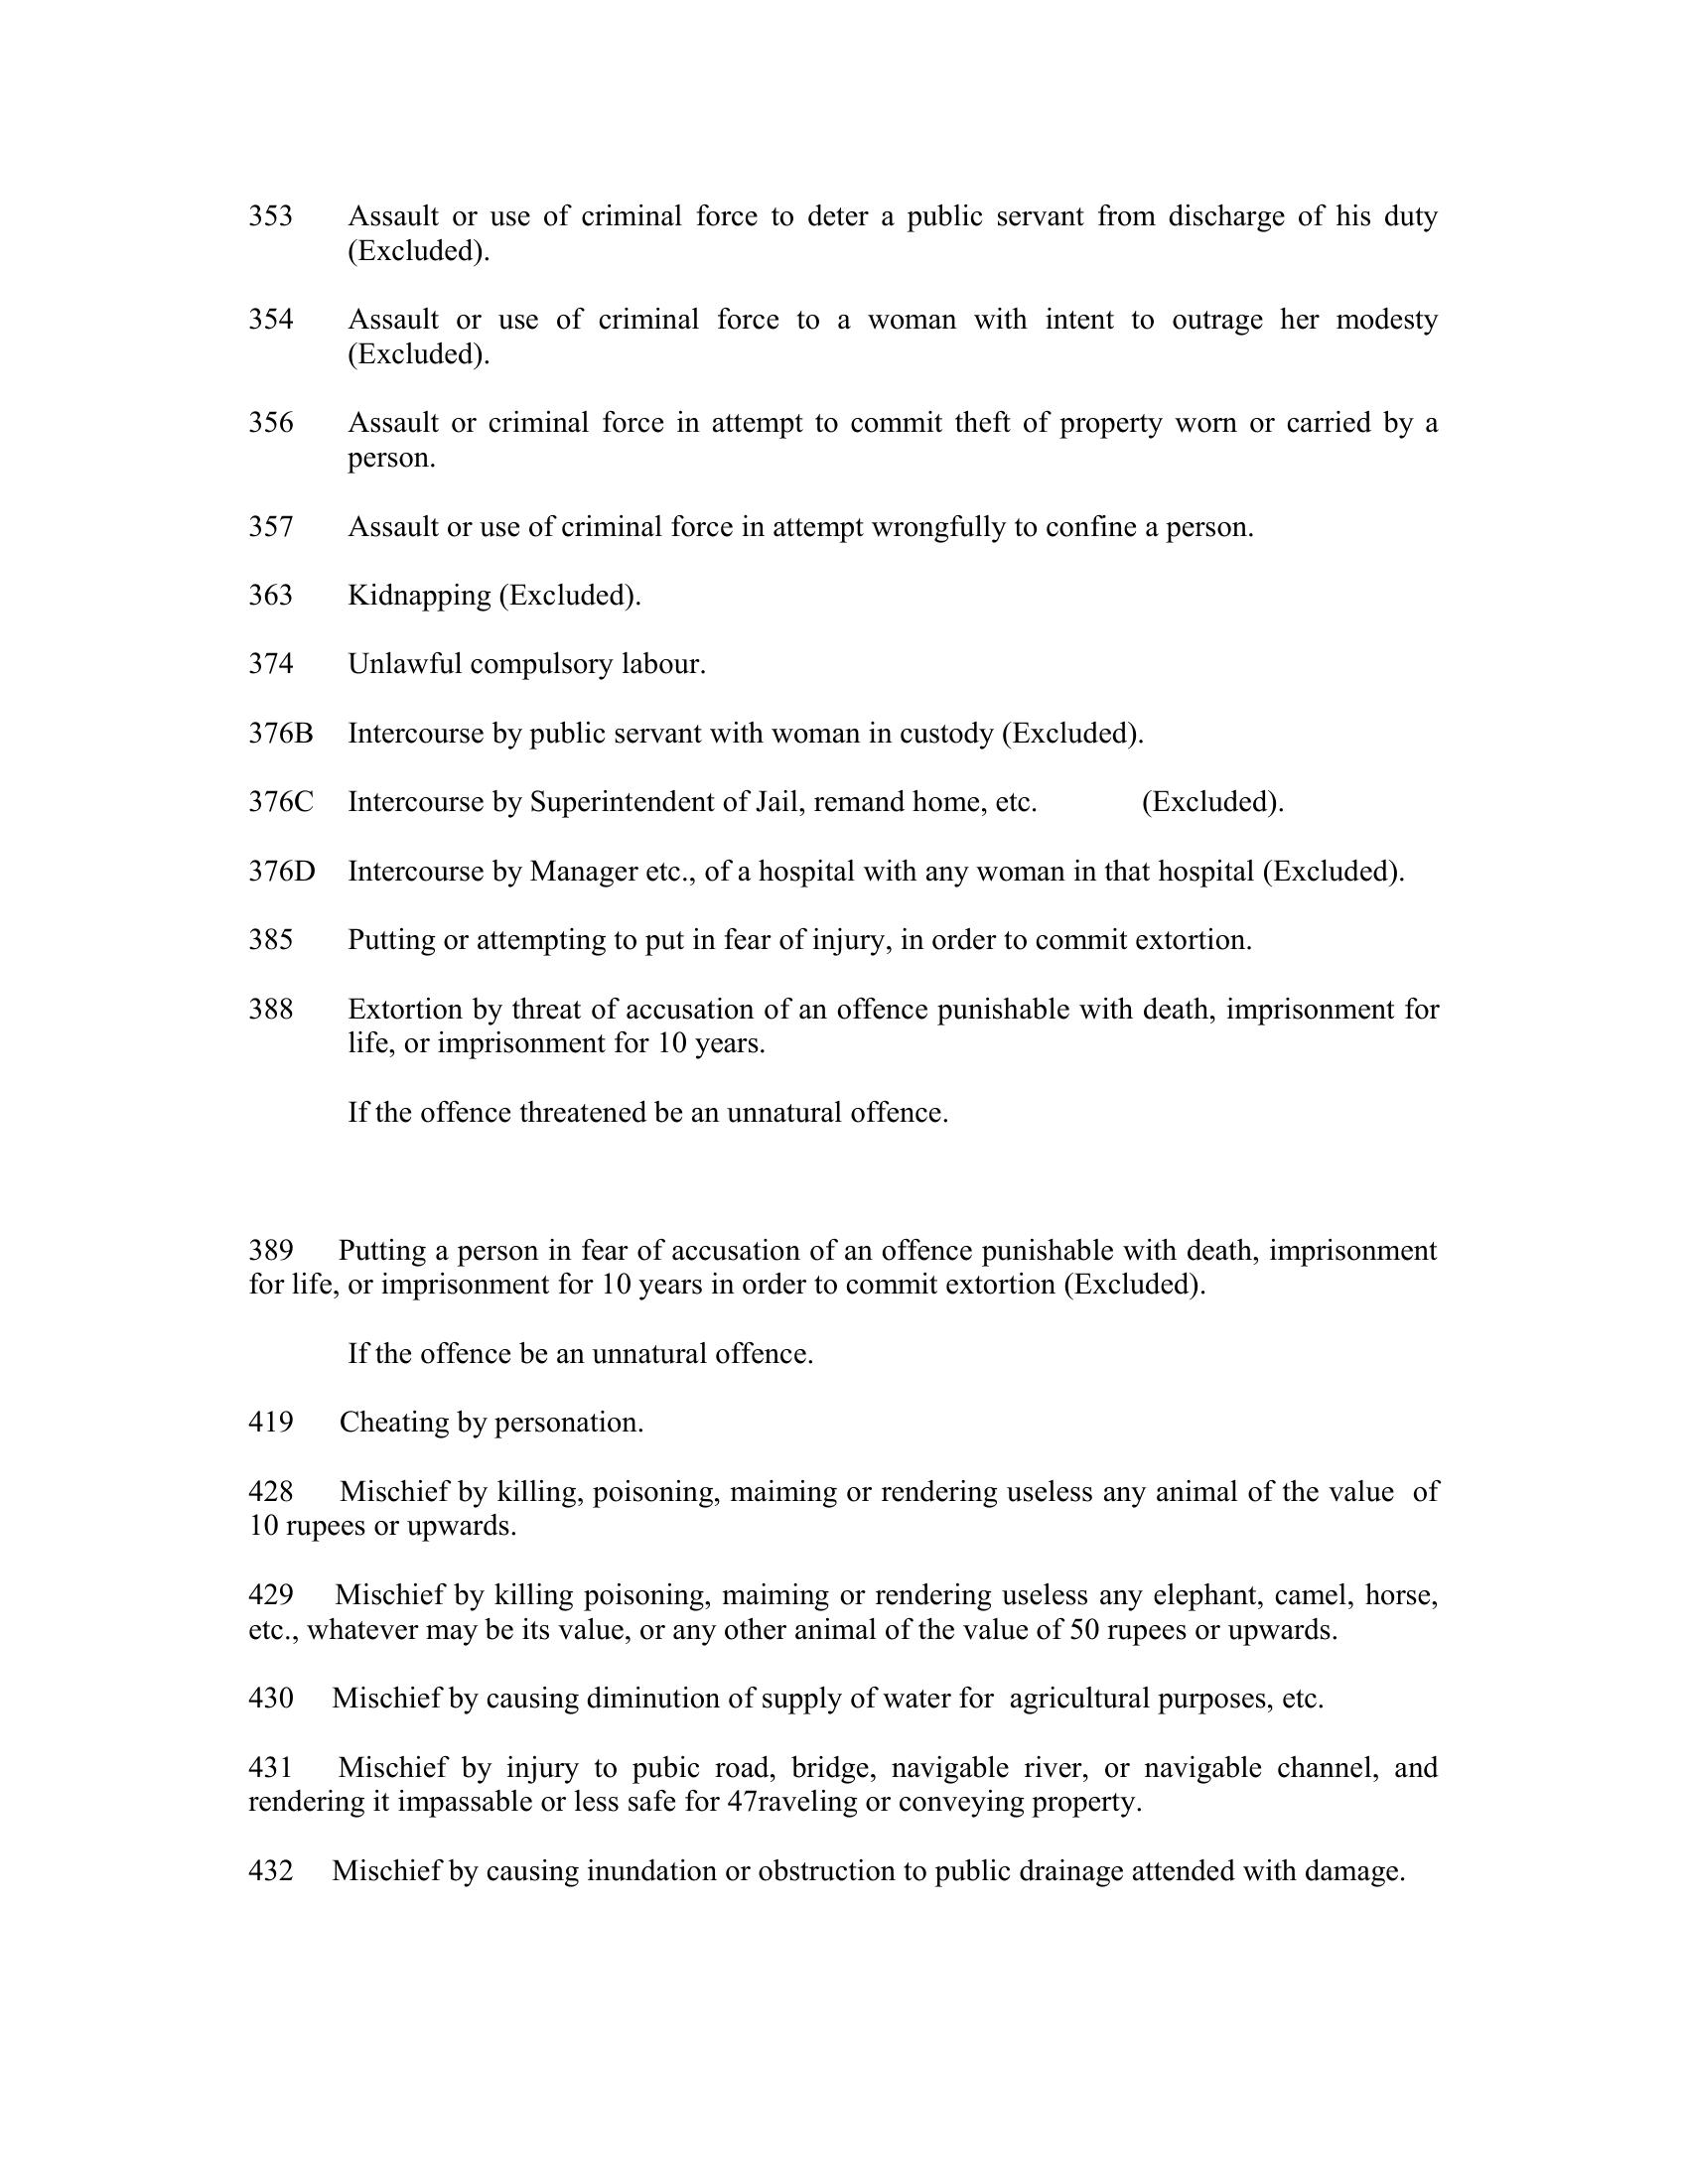 353 Assault or use of criminal force to deter a public servant from discharge of his duty
(Excluded).
354 Assault or use of criminal force to a woman with intent to outrage her modesty
(Excluded).
356 Assault or criminal force in attempt to commit theft of property worn or carried by a
person.
357 Assault or use of criminal force in attempt wrongfully to confine a person.
363 Kidnapping (Excluded).
374 Unlawful compulsory labour.
376B Intercourse by public servant with woman in custody (Excluded).
376C Intercourse by Superintendent of Jail, remand home, etc. (Excluded).
376D Intercourse by Manager etc., of a hospital with any woman in that hospital (Excluded).
385 Putting or attempting to put in fear of injury, in order to commit extortion.
388 Extortion by threat of accusation of an offence punishable with death, imprisonment for
life, or imprisonment for 10 years.
If the offence threatened be an unnatural offence.
389 Putting a person in fear of accusation of an offence punishable with death, imprisonment
for life, or imprisonment for 10 years in order to commit extortion (Excluded).
If the offence be an unnatural offence.
419 Cheating by personation.
428 Mischief by killing, poisoning, maiming or rendering useless any animal of the value of
10 rupees or upwards.
429 Mischief by killing poisoning, maiming or rendering useless any elephant, camel, horse,
etc., whatever may be its value, or any other animal of the value of 50 rupees or upwards.
430 Mischief by causing diminution of supply of water for agricultural purposes, etc.
431 Mischief by injury to pubic road, bridge, navigable river, or navigable channel, and
rendering it impassable or less safe for 47raveling or conveying property.
432 Mischief by causing inundation or obstruction to public drainage attended with damage.